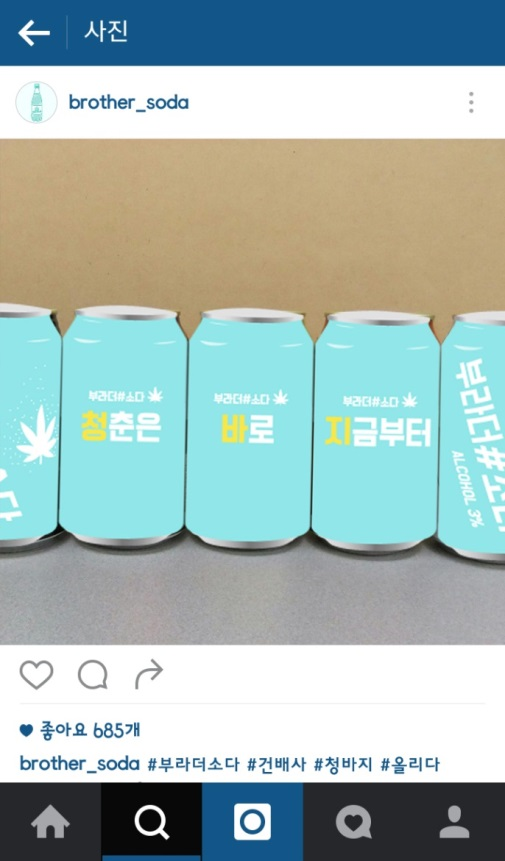 사진
brother_soda
부라더#소다
청춘은
부라더#소다
바로
부라더#소다
지금부터
부라더#소다
ALCOHOL 3%
좋아요 685개
brother_soda #부라더소다 #건배사 #청바지 #올리다